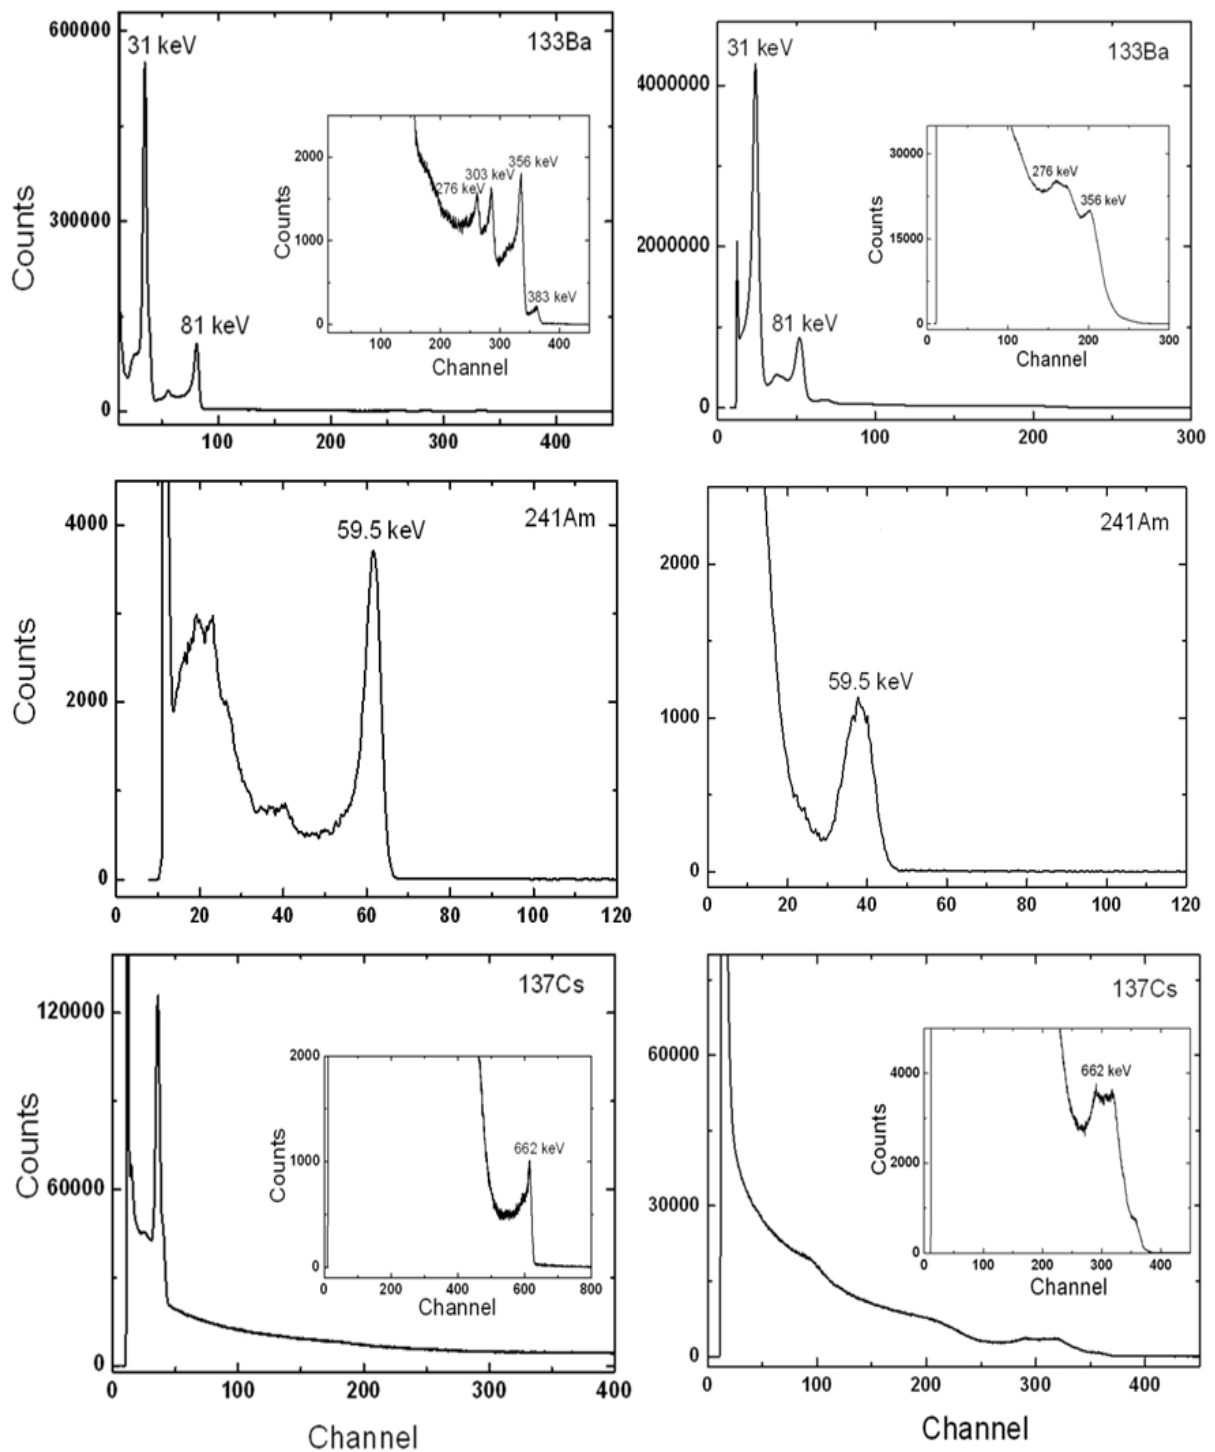 600000
31 keV
133Ba
2000
356 keV
303 keV
276 keV
300000
Counts
Counts
1000
81 keV
383 keV
0
100
200
300
400
Channel
0
100
200
300
400
31 keV
133Ba
4000000
30000
276 keV
356 keV
2000000
Counts
15000
81 keV
0
0
100
200
300
Channel
0
0
100
200
300
4000
59.5 keV
241Am
Counts
2000
0
0
20
40
60
80
100
120
241Am
2000
59.5 keV
1000
0
0
20
40
60
80
100
120
137Cs
120000
2000
662 keV
Counts
Counts
1000
60000
0
0
200
400
600
800
Channel
0
0
100
200
300
400
Channel
137Cs
60000
662 keV
4000
Counts
2000
30000
0
0
100
200
300
400
Channel
0
0
100
200
300
400
Channel